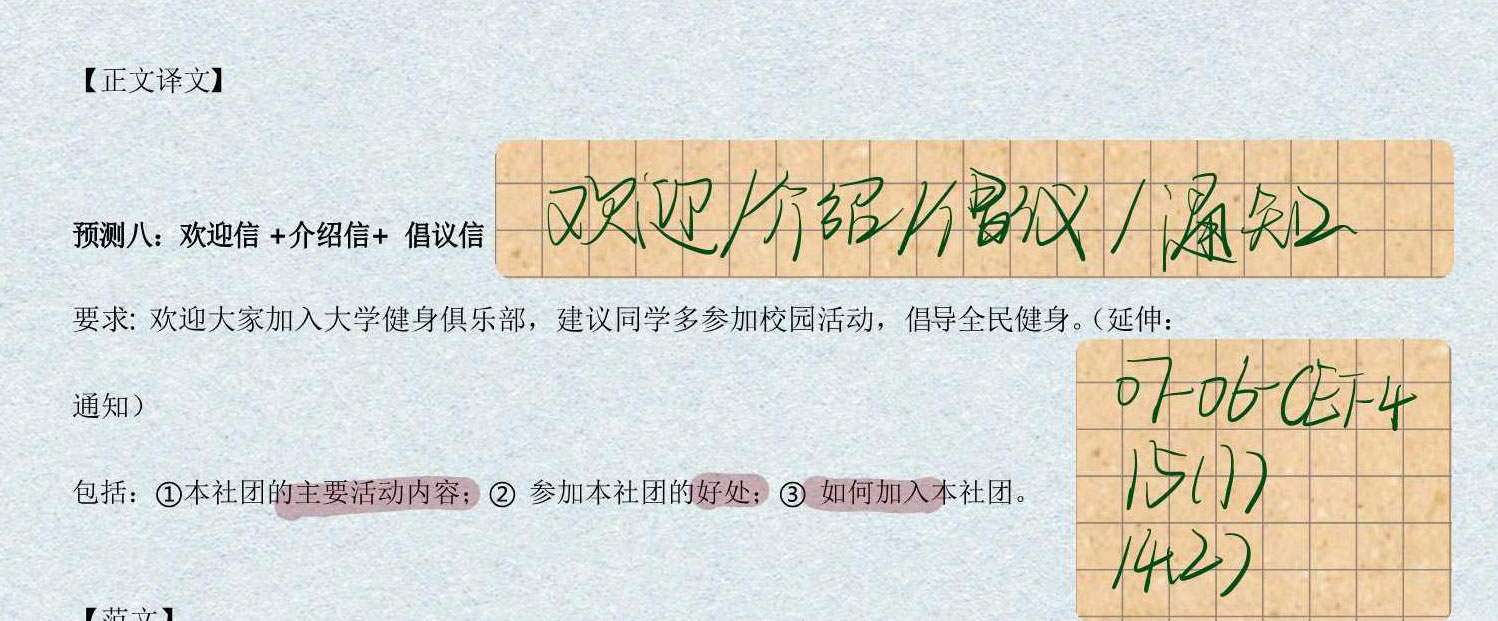 【正文译文】
预测八：欢迎信 +介绍信+ 倡议信
欢迎/介绍/倡议/通知
要求: 欢迎大家加入大学健身俱乐部，建议同学多参加校园活动，倡导全民健身。（延伸：
通知）
07-06-CET-4
15(1)
14(2)
包括：①本社团的主要活动内容；② 参加本社团的好处；③ 如何加入本社团。
【范文】